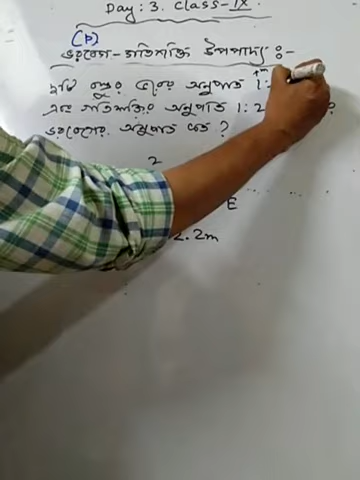 Day: 3. Class - IX
(P)
ভরবেগ-গতিশক্তি উপপাদ্য :-
দুটি বস্তুর ভরের অনুপাত 1:
এবং গতিশক্তির অনুপাত 1:2
ভরবেগের অনুপাত কত ?
2
E
2.2m